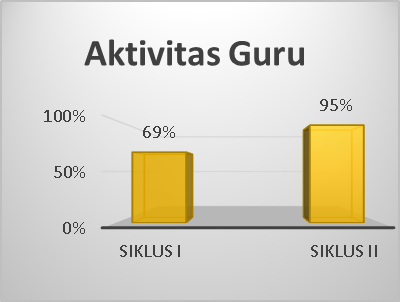 Aktivitas Guru
95%
100%
69%
50%
0%
SIKLUS I SIKLUS II